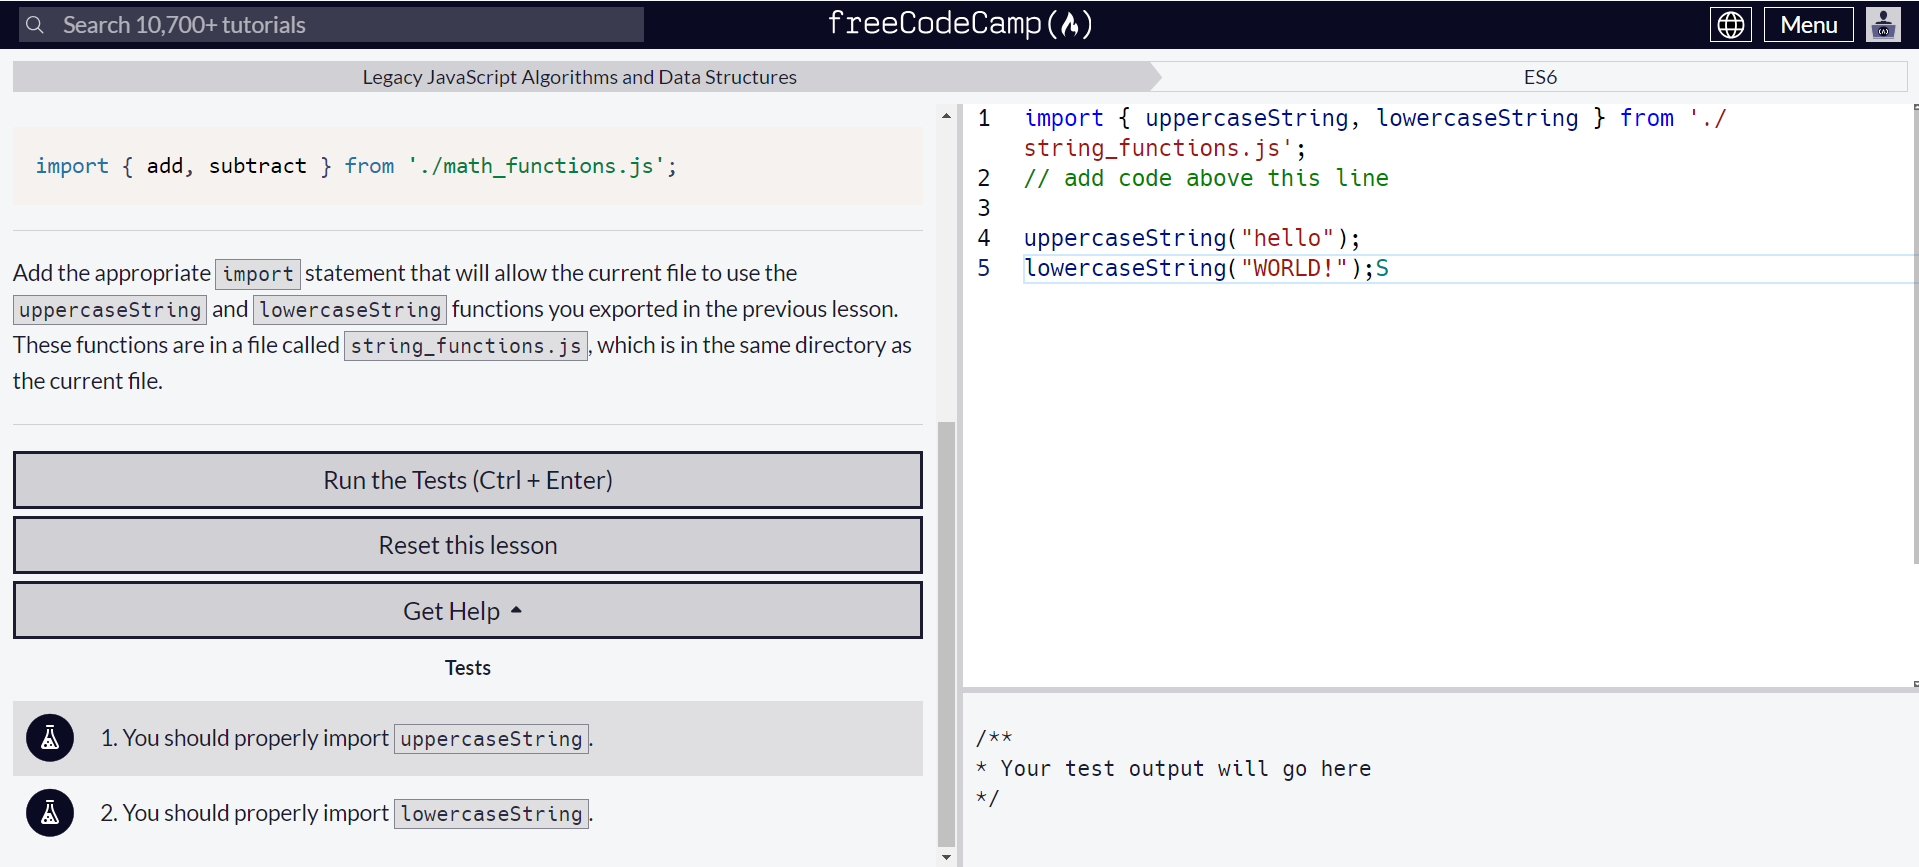 Search 10,700+ tutorials
freeCodeCamp(🔥)
Menu
Legacy JavaScript Algorithms and Data Structures
ES6
import { add, subtract } from './math_functions.js';
Add the appropriate import statement that will allow the current file to use the
uppercaseString and lowercaseString functions you exported in the previous lesson.
These functions are in a file called string_functions.js, which is in the same directory as
the current file.
Run the Tests (Ctrl + Enter)
Reset this lesson
Get Help
Tests
1. You should properly import uppercaseString.
2. You should properly import lowercaseString.
1 import { uppercaseString, lowercaseString } from './
string_functions.js';
2 // add code above this line
3
4 uppercaseString("hello");
5 lowercaseString("WORLD!");S
/**
* Your test output will go here
*/